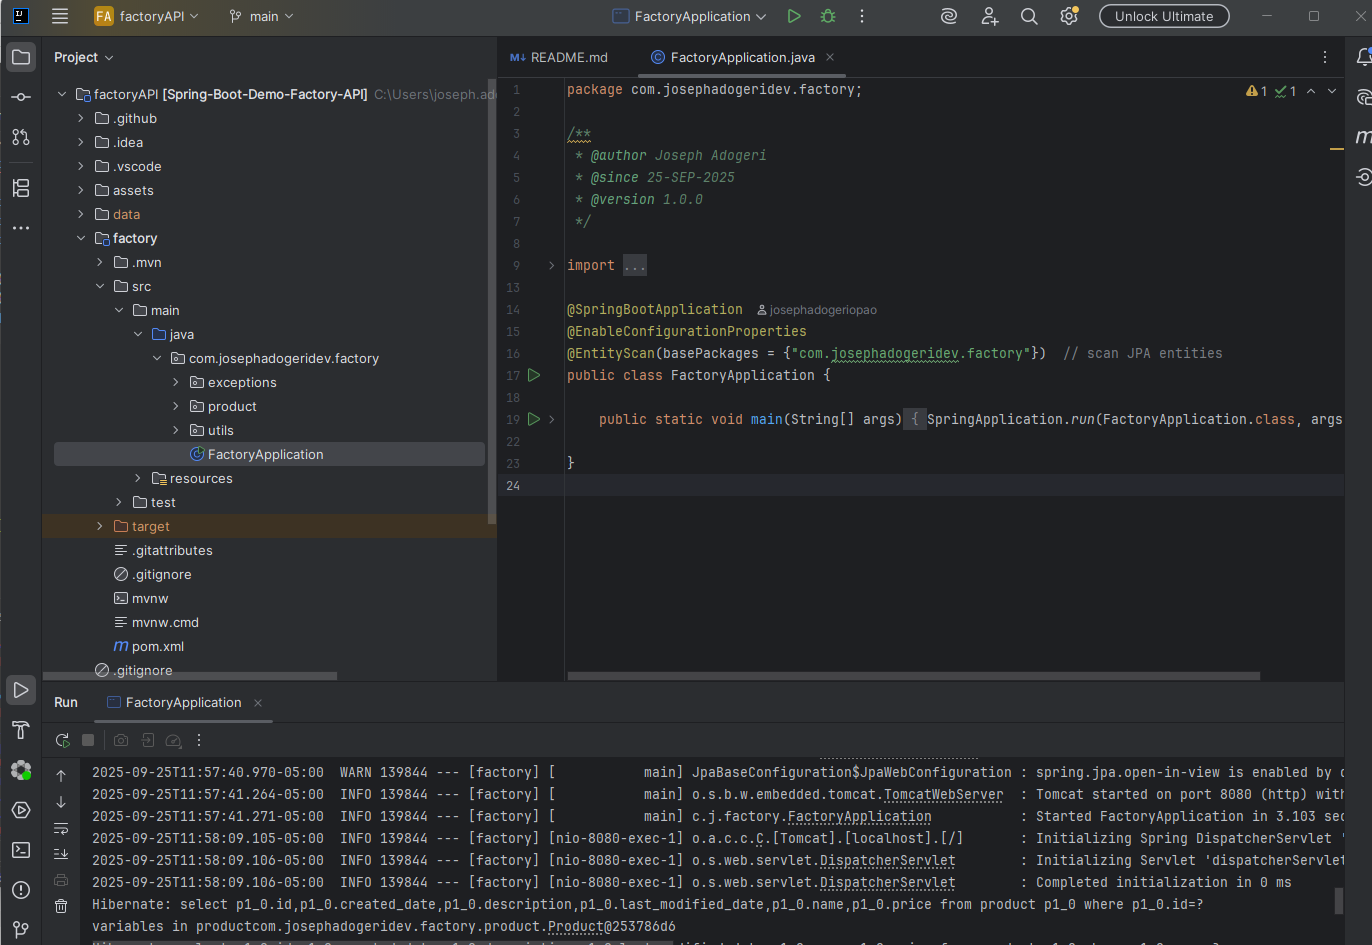 FA factoryAPI main FactoryApplication Unlock Ultimate
Project
factoryAPI [Spring-Boot-Demo-Factory-API] C:\Users\joseph.ado
.github
.idea
.vscode
assets
data
factory
.mvn
src
main
java
com.josephadogeridev.factory
exceptions
product
utils
FactoryApplication
resources
test
target
.gitattributes
.gitignore
mvnw
mvnw.cmd
pom.xml
.gitignore
README.md FactoryApplication.java
1 package com.josephadogeridev.factory; 1 1
2
3 /**
4 * @author Joseph Adogeri
5 * @since 25-SEP-2025
6 * @version 1.0.0
7 */
8
9 import ...
13
14 @SpringBootApplication josephadogeriopao
15 @EnableConfigurationProperties
16 @EntityScan(basePackages = {"com.josephadogeridev.factory"}) // scan JPA entities
17 public class FactoryApplication {
18
19 public static void main(String[] args) { SpringApplication.run(FactoryApplication.class, args
22
23 }
24
Run FactoryApplication
2025-09-25T11:57:40.970-05:00 WARN 139844 --- [factory] [ main] JpaBaseConfiguration$JpaWebConfiguration : spring.jpa.open-in-view is enabled by
2025-09-25T11:57:41.264-05:00 INFO 139844 --- [factory] [ main] o.s.b.w.embedded.tomcat.TomcatWebServer : Tomcat started on port 8080 (http) with
2025-09-25T11:57:41.271-05:00 INFO 139844 --- [factory] [ main] c.j.factory.FactoryApplication : Started FactoryApplication in 3.103 sec
2025-09-25T11:58:09.105-05:00 INFO 139844 --- [factory] [nio-8080-exec-1] o.a.c.c.C.[Tomcat].[localhost].[/] : Initializing Spring DispatcherServlet '
2025-09-25T11:58:09.106-05:00 INFO 139844 --- [factory] [nio-8080-exec-1] o.s.web.servlet.DispatcherServlet : Initializing Servlet 'dispatcherServlet
2025-09-25T11:58:09.106-05:00 INFO 139844 --- [factory] [nio-8080-exec-1] o.s.web.servlet.DispatcherServlet : Completed initialization in 0 ms
Hibernate: select p1_0.id,p1_0.created_date,p1_0.description,p1_0.last_modified_date,p1_0.name,p1_0.price from product p1_0 where p1_0.id=?
variables in productcom.josephadogeridev.factory.product.Product@253786d6